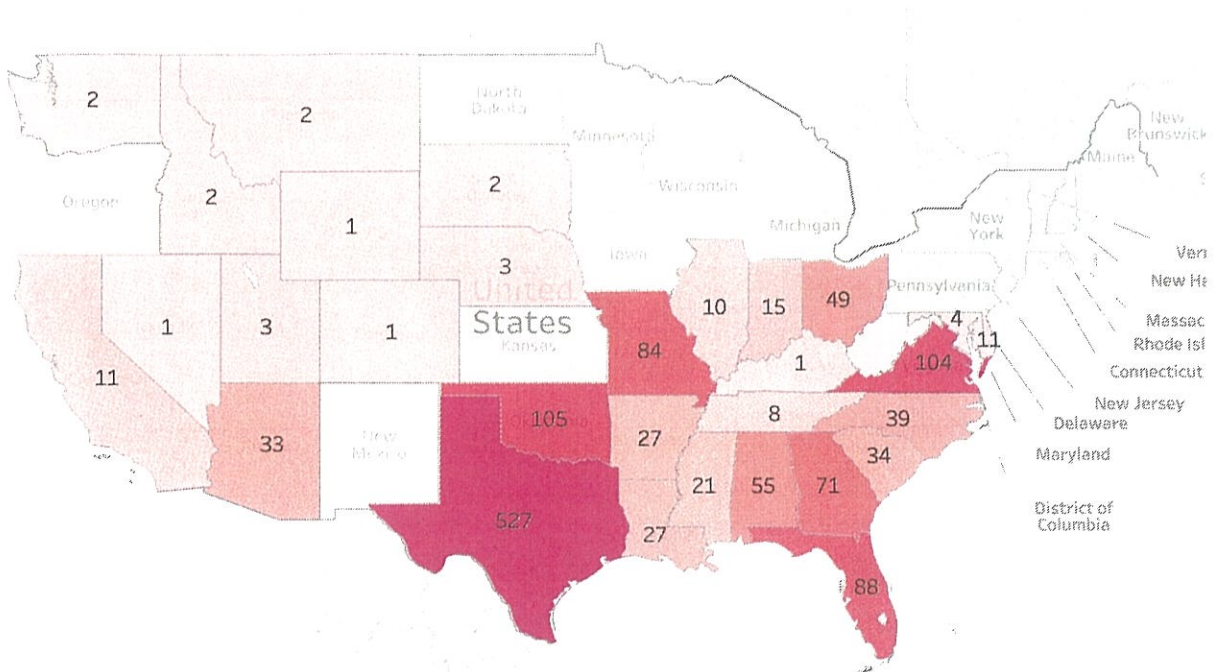 North
Dakota
Minnesota
New
Brunswick
Maine
2
2
2
2
Wisconsin
Oregon
1
Michigan
New
York
3
Iowa
Ver
New He
United
States
Kansas
Pennsylvania
1
3
1
10
15
49
4
11
Massac
Rhode Isl
Connecticut
84
1
104
11
New Jersey
Delaware
Maryland
District of
Columbia
33
New
Mexico
105
27
8
39
34
21
55
71
527
27
88